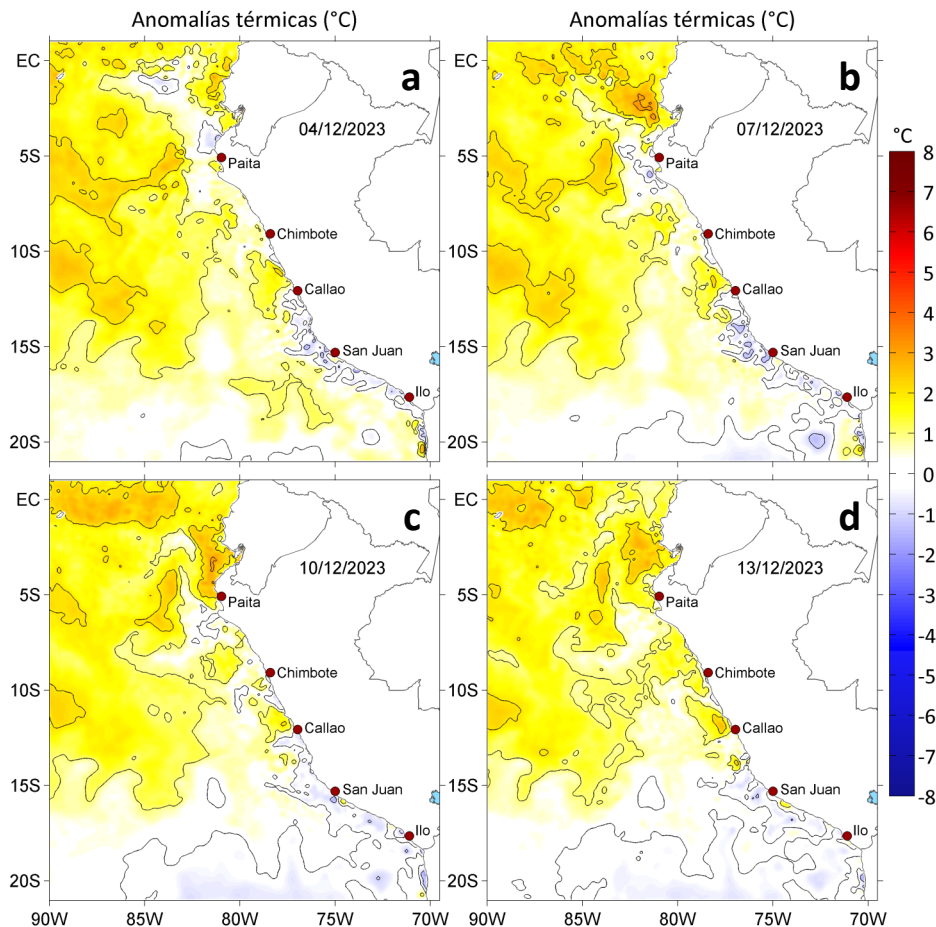 Anomalías térmicas (°C)
Anomalías térmicas (°C)
EC
5S
10S
15S
20S
a
04/12/2023
Paita
Chimbote
Callao
San Juan
Ilo
EC
5S
10S
15S
20S
b
07/12/2023
Paita
Chimbote
Callao
San Juan
Ilo
°C
8
7
6
5
4
3
2
1
0
-1
-2
-3
-4
-5
-6
-7
-8
EC
5S
10S
15S
20S
c
10/12/2023
Paita
Chimbote
Callao
San Juan
Ilo
90W
85W
80W
75W
70W
EC
5S
10S
15S
20S
d
13/12/2023
Paita
Chimbote
Callao
San Juan
Ilo
90W
85W
80W
75W
70W